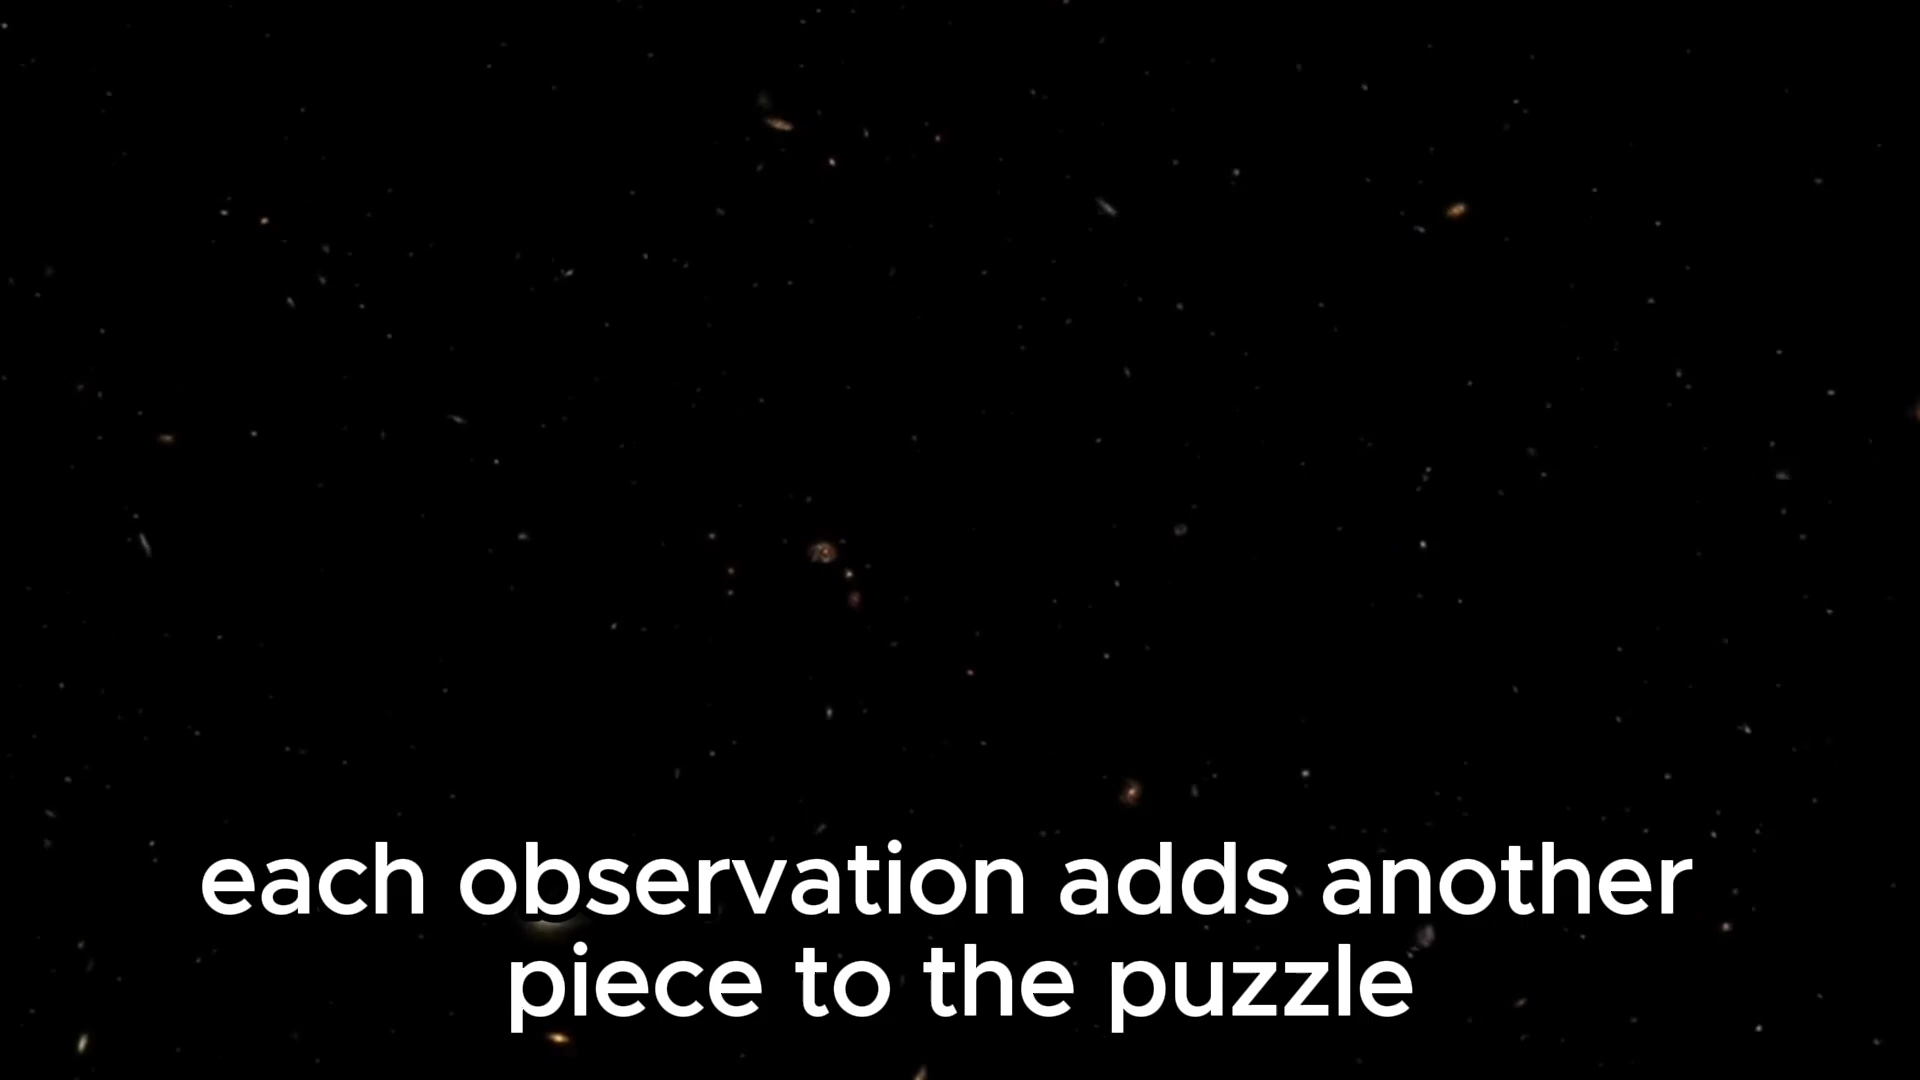 each observation adds another
piece to the puzzle